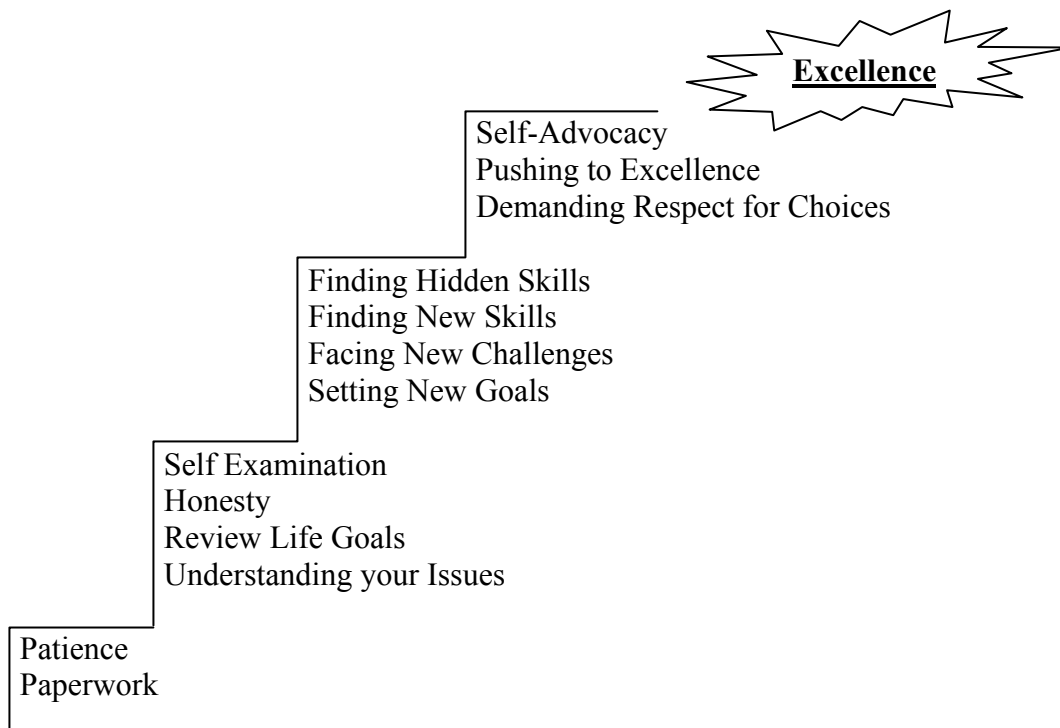 Excellence
Self-Advocacy
Pushing to Excellence
Demanding Respect for Choices
Finding Hidden Skills
Finding New Skills
Facing New Challenges
Setting New Goals
Self Examination
Honesty
Review Life Goals
Understanding your Issues
Patience
Paperwork